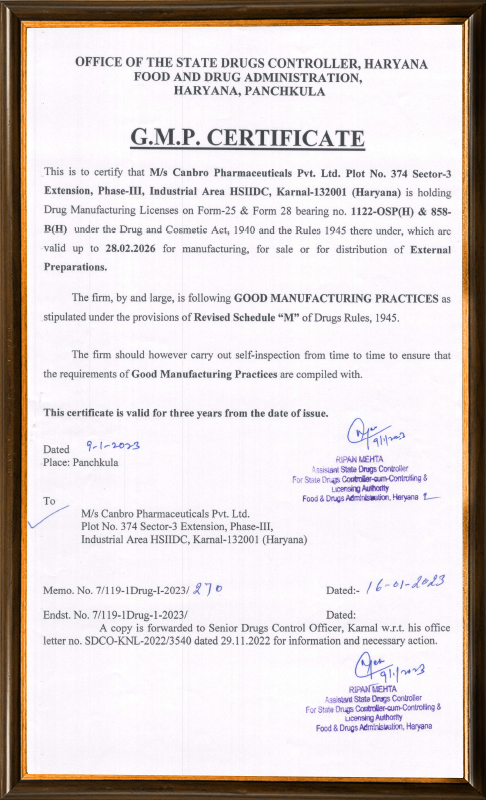 OFFICE OF THE STATE DRUGS CONTROLLER, HARYANA
FOOD AND DRUG ADMINISTRATION,
HARYANA, PANCHKULA
G.M.P. CERTIFICATE
This is to certify that M/s Canbro Pharmaceuticals Pvt. Ltd. Plot No. 374 Sector-3
Extension, Phase-III, Industrial Area HSIIDC, Karnal-132001 (Haryana) is holding
Drug Manufacturing Licenses on Form-25 & Form 28 bearing no. 1122-OSP(H) & 858-
B(H) under the Drug and Cosmetic Act, 1940 and the Rules 1945 there under, which are
valid up to 28.02.2026 for manufacturing, for sale or for distribution of External
Preparations.
The firm, by and large, is following GOOD MANUFACTURING PRACTICES as
stipulated under the provisions of Revised Schedule “M” of Drugs Rules, 1945.
The firm should however carry out self-inspection from time to time to ensure that
the requirements of Good Manufacturing Practices are compiled with.
This certificate is valid for three years from the date of issue.
Dated 9-1-2023
Place: Panchkula
9/1/2023
RIPAN MEHTA
Assistant State Drugs Controller
For State Drugs Controller-cum-Controlling &
Licensing Authority
Food & Drugs Administration, Haryana
To
M/s Canbro Pharmaceuticals Pvt. Ltd.
Plot No. 374 Sector-3 Extension, Phase-III,
Industrial Area HSIIDC, Karnal-132001 (Haryana)
Memo. No. 7/119-1Drug-I-2023/ 270 Dated:- 16-01-2023
Endst. No. 7/119-1Drug-1-2023/ Dated:
A copy is forwarded to Senior Drugs Control Officer, Karnal w.r.t. his office
letter no. SDCO-KNL-2022/3540 dated 29.11.2022 for information and necessary action.
9/1/2023
RIPAN MEHTA
Assistant State Drugs Controller
For State Drugs Controller-cum-Controlling &
Licensing Authority
Food & Drugs Administration, Haryana